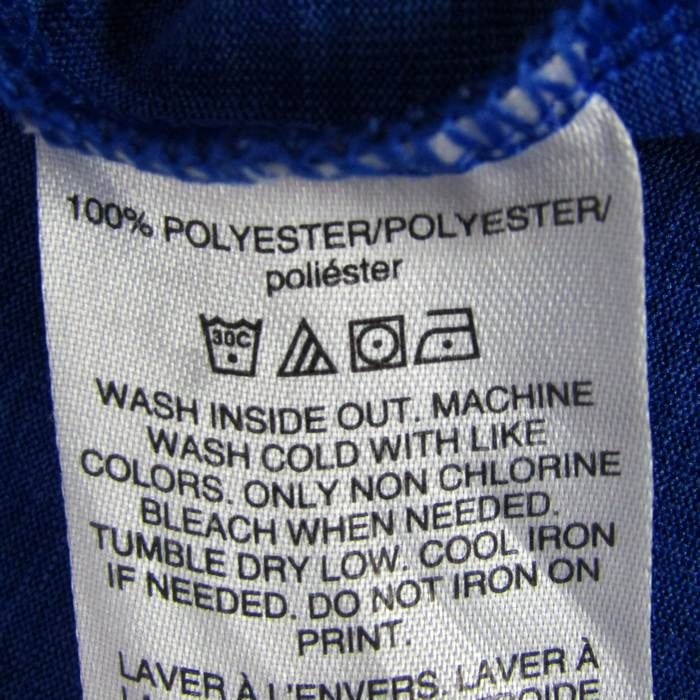 100% POLYESTER/POLYESTER/
poliéster
30C
WASH INSIDE OUT. MACHINE
WASH COLD WITH LIKE
COLORS. ONLY NON CHLORINE
BLEACH WHEN NEEDED.
TUMBLE DRY LOW. COOL IRON
IF NEEDED. DO NOT IRON ON
PRINT.
LAVER À L'ENVERS. LAVER À